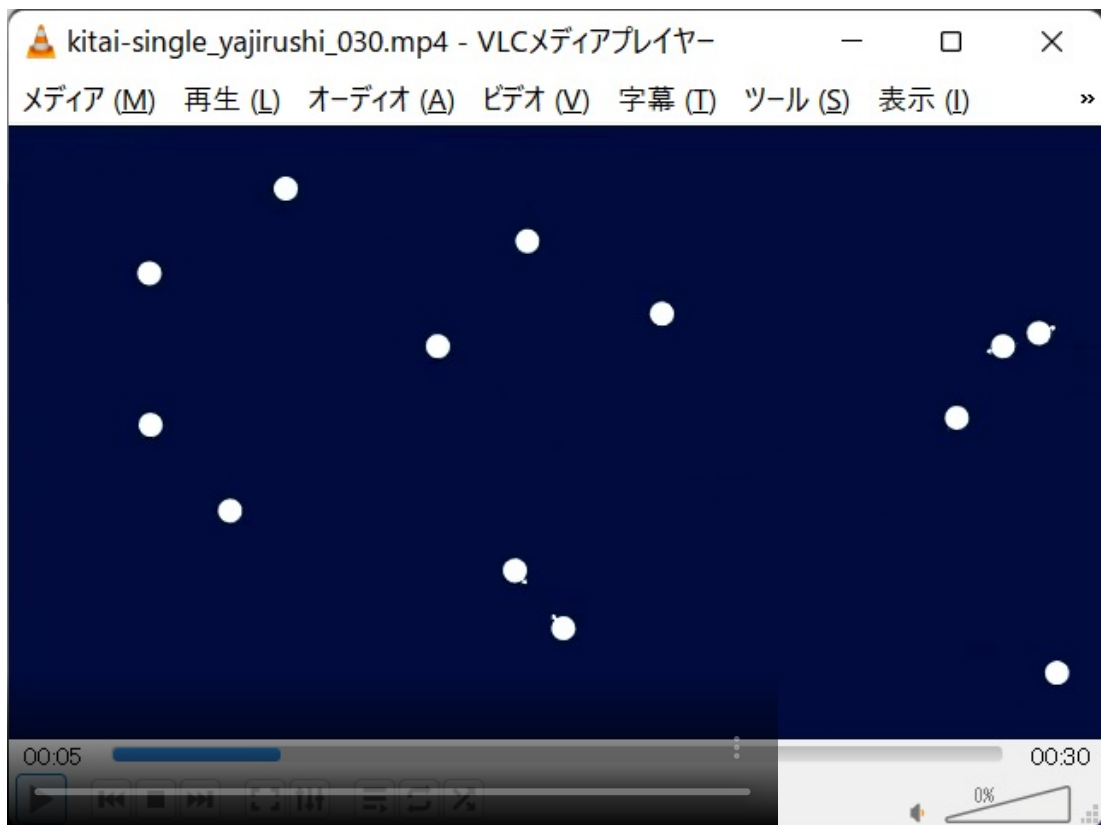 kitai-single_yajirushi_030.mp4 - VLCメディアプレイヤー
メディア (M) 再生 (L) オーディオ (A) ビデオ (V) 字幕 (T) ツール (S) 表示 (I) »
00:05 00:30
0%